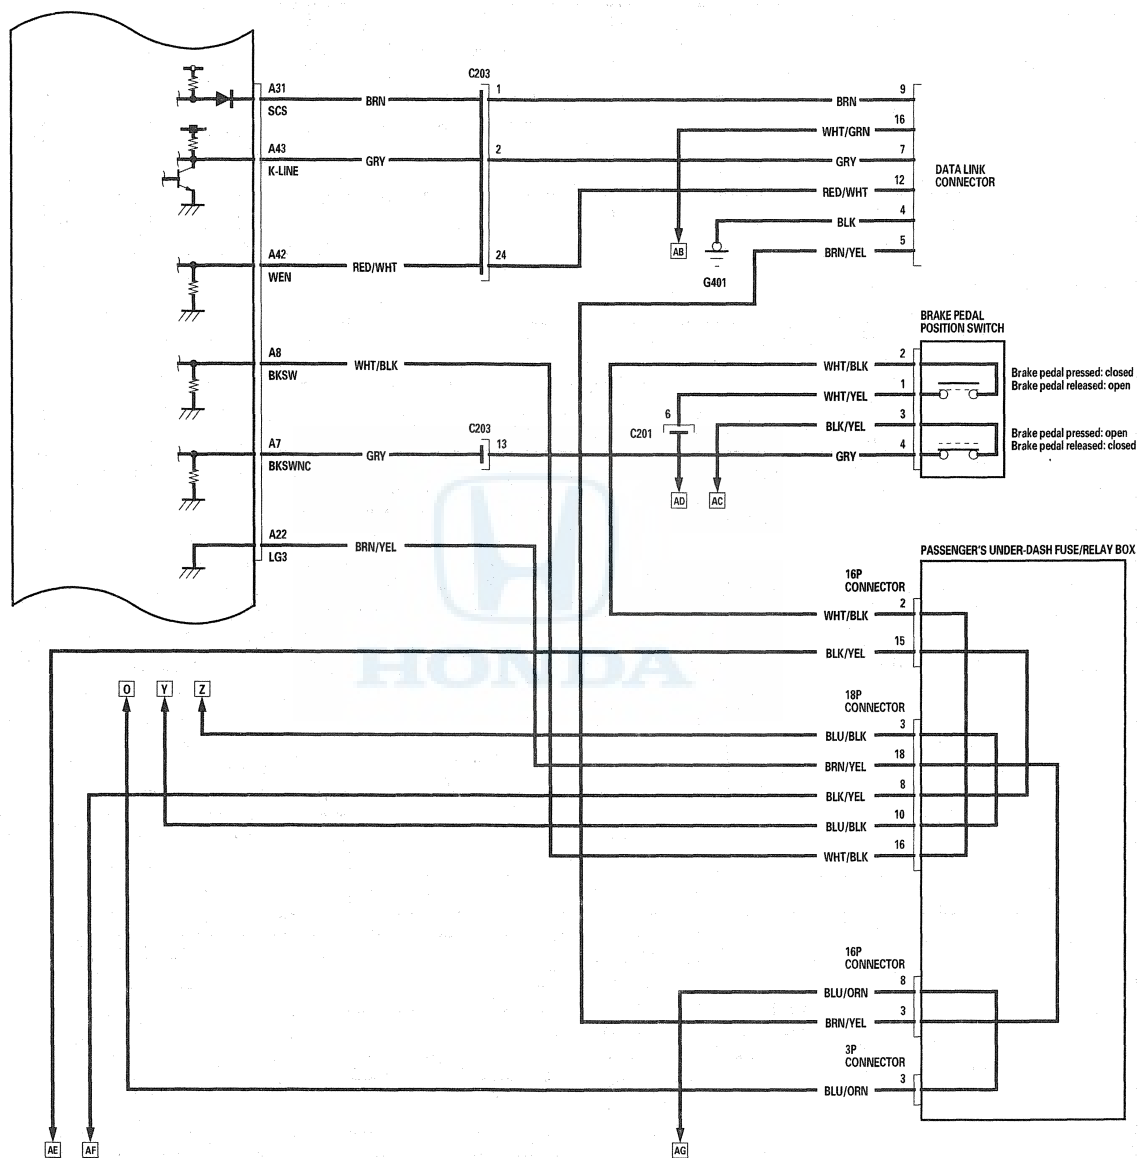 C203
A31
SCS
BRN
1
BRN
9
WHT/GRN
16
A43
K-LINE
GRY
2
GRY
7
DATA LINK
CONNECTOR
RED/WHT
12
BLK
4
AB
G401
BRN/YEL
5
A42
WEN
RED/WHT
24
BRAKE PEDAL
POSITION SWITCH
A8
BKSW
WHT/BLK
WHT/BLK
2
Brake pedal pressed: closed
Brake pedal released: open
WHT/YEL
1
6
C201
BLK/YEL
3
Brake pedal pressed: open
Brake pedal released: closed
A7
BKSWNC
GRY
C203
13
GRY
4
AD
AC
A22
LG3
BRN/YEL
PASSENGER'S UNDER-DASH FUSE/RELAY BOX
16P
CONNECTOR
WHT/BLK
2
BLK/YEL
15
HONDA
O
Y
Z
18P
CONNECTOR
BLU/BLK
3
BRN/YEL
18
BLK/YEL
8
BLU/BLK
10
WHT/BLK
16
16P
CONNECTOR
BLU/ORN
8
BRN/YEL
3
3P
CONNECTOR
BLU/ORN
3
AE
AF
AG